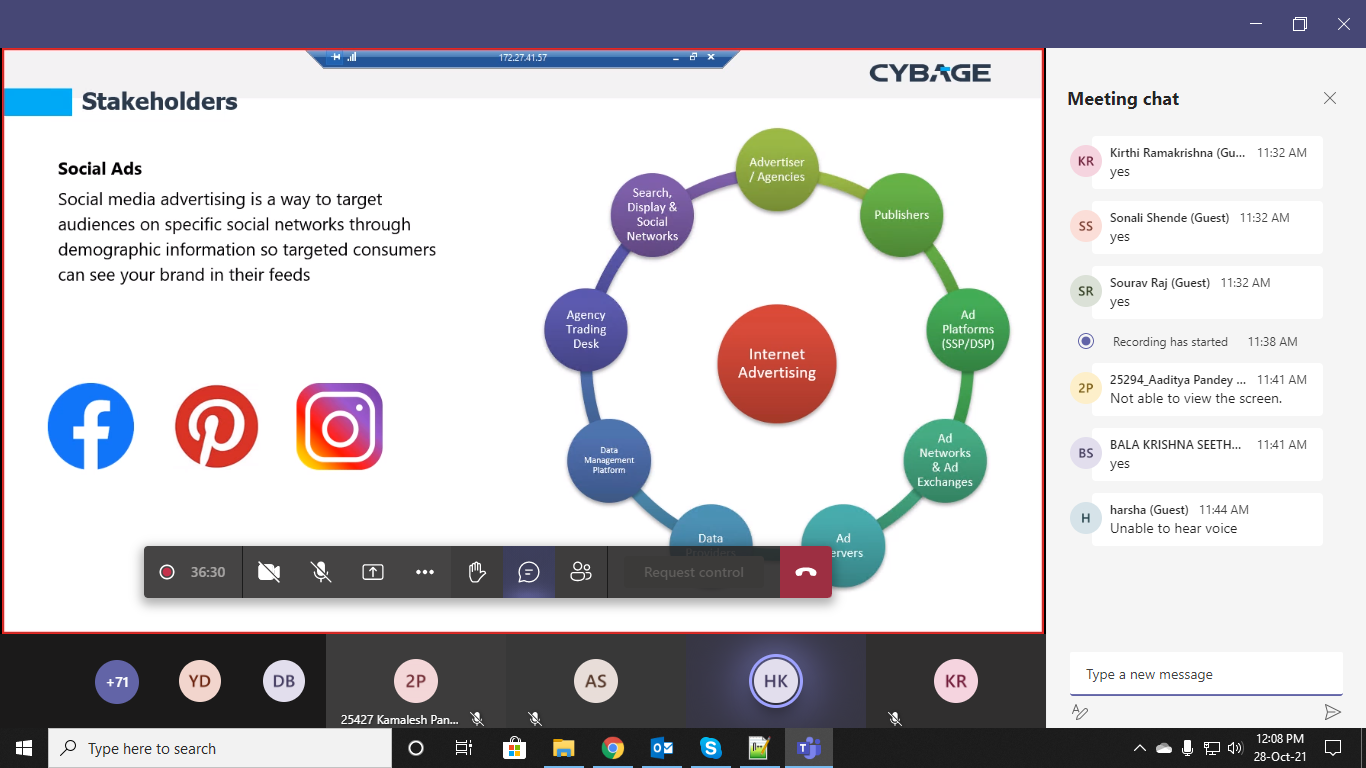 172.27.41.57
CYBAGE
Stakeholders
Social Ads
Social media advertising is a way to target
audiences on specific social networks through
demographic information so targeted consumers
can see your brand in their feeds
Advertiser
/ Agencies
Publishers
Ad
Platforms
(SSP/DSP)
Ad
Networks
& Ad
Exchanges
Ad
Data
Data
Management
Platform
Agency
Trading
Desk
Search,
Display &
Social
Networks
Internet
Advertising
36:30
Request control
+71
YD
DB
2P
25427 Kamalesh Pan...
AS
HK
KR
Meeting chat
KR
Kirthi Ramakrishna (Gu... 11:32 AM
yes
SS
Sonali Shende (Guest) 11:32 AM
yes
SR
Sourav Raj (Guest) 11:32 AM
yes
Recording has started 11:38 AM
2P
25294_Aaditya Pandey ... 11:41 AM
Not able to view the screen.
BS
BALA KRISHNA SEETH... 11:41 AM
yes
H
harsha (Guest) 11:44 AM
Unable to hear voice
Type a new message
Type here to search
12:08 PM
28-Oct-21